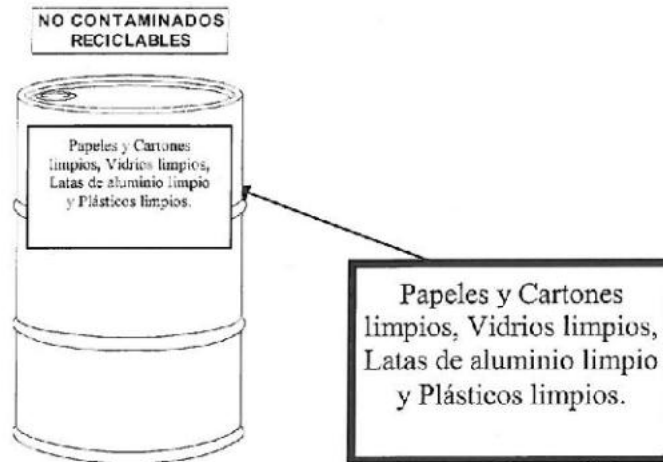 NO CONTAMINADOS
RECICLABLES
Papeles y Cartones
limpios, Vidrios limpios,
Latas de aluminio limpio
y Plásticos limpios.
Papeles y Cartones
limpios, Vidrios limpios,
Latas de aluminio limpio
y Plásticos limpios.